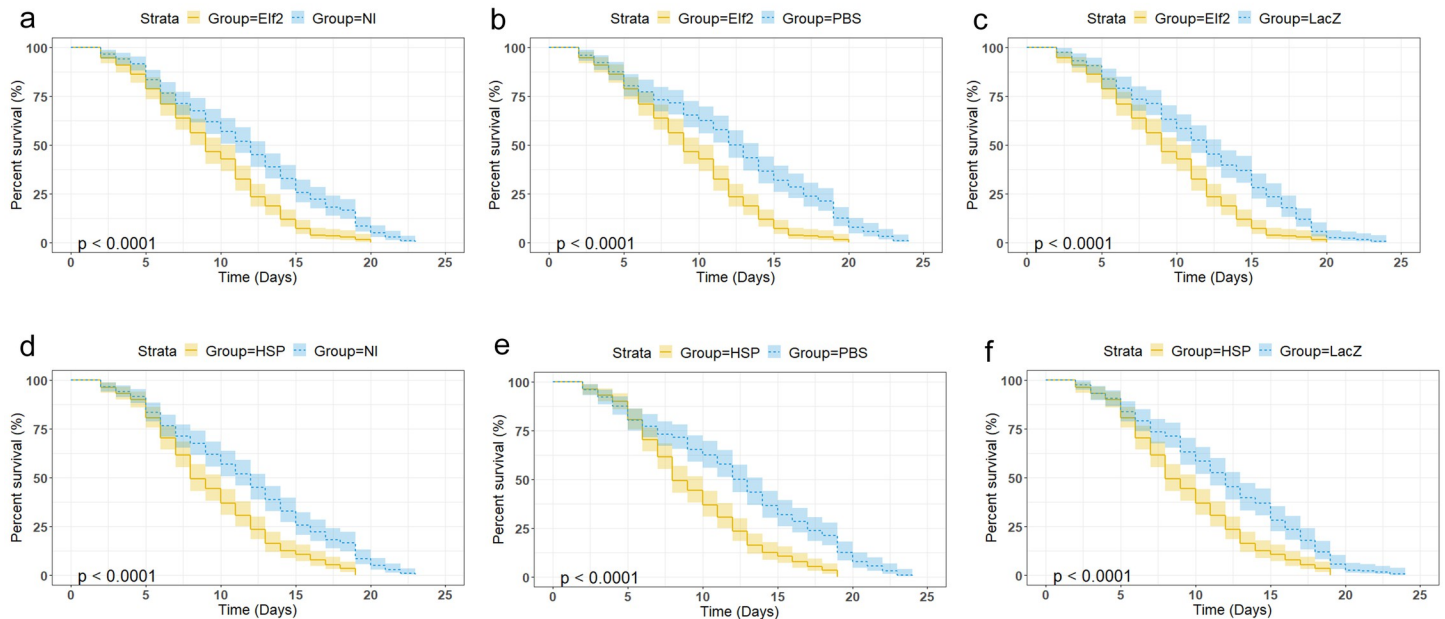 a
Strata Group=Elf2 Group=NI
Percent survival (%)
100
75
50
25
0
p < 0.0001
0 5 10 15 20 25
Time (Days)
b
Strata Group=Elf2 Group=PBS
Percent survival (%)
100
75
50
25
0
p < 0.0001
0 5 10 15 20 25
Time (Days)
c
Strata Group=Elf2 Group=LacZ
Percent survival (%)
100
75
50
25
0
p < 0.0001
0 5 10 15 20 25
Time (Days)
d
Strata Group=HSP Group=NI
Percent survival (%)
100
75
50
25
0
p < 0.0001
0 5 10 15 20 25
Time (Days)
e
Strata Group=HSP Group=PBS
Percent survival (%)
100
75
50
25
0
p < 0.0001
0 5 10 15 20 25
Time (Days)
f
Strata Group=HSP Group=LacZ
Percent survival (%)
100
75
50
25
0
p < 0.0001
0 5 10 15 20 25
Time (Days)